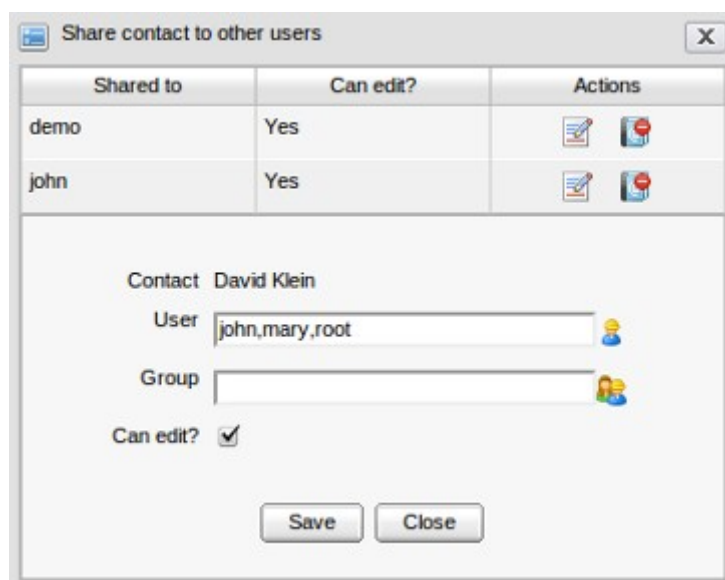 Share contact to other users
X
Shared to Can edit? Actions
demo Yes
john Yes
Contact David Klein
User john,mary,root
Group
Can edit?
Save Close